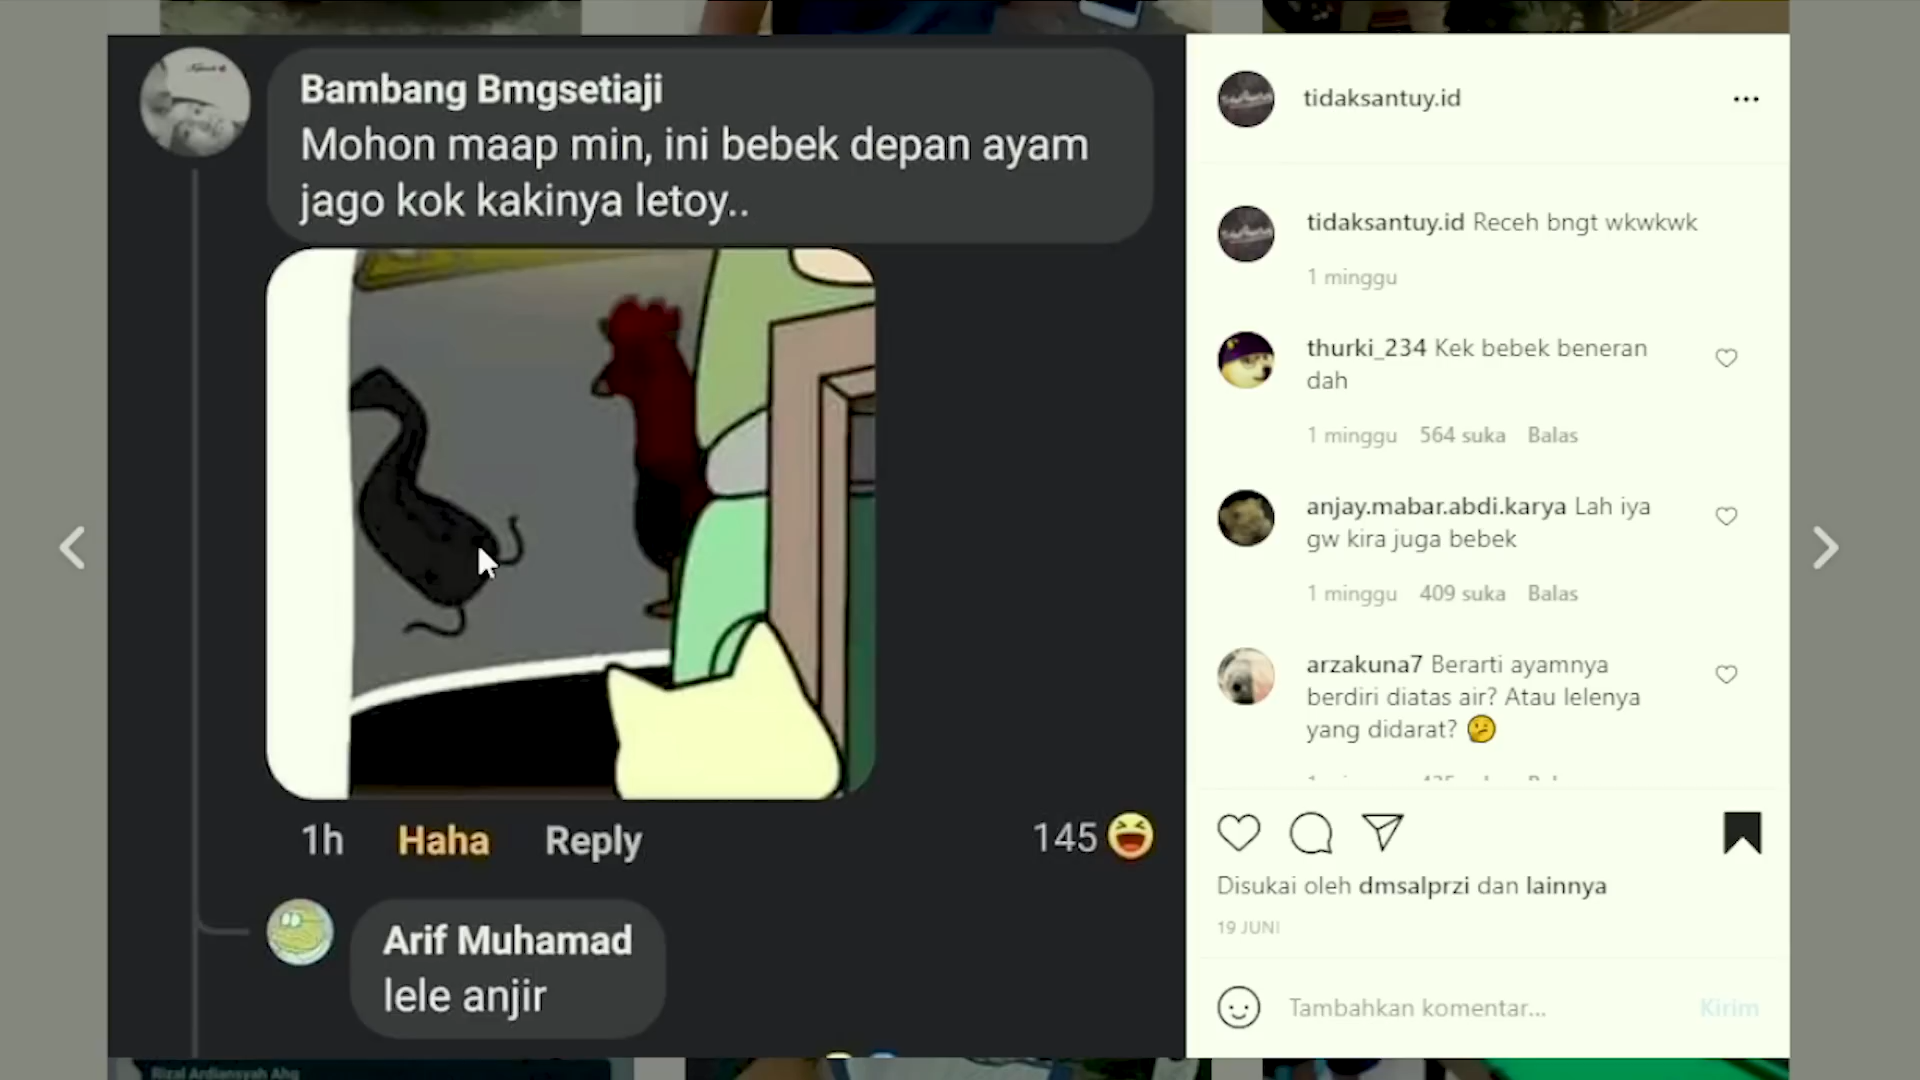 Bambang Bmgsetiaji
Mohon maap min, ini bebek depan ayam
jago kok kakinya letoy..
1h Haha Reply
145
Arif Muhamad
lele anjir
Rizal Ardiansyah Ahg
tidaksantuy.id
tidaksantuy.id Receh bngt wkwkwk
1 minggu
thurki_234 Kek bebek beneran
dah
1 minggu 564 suka Balas
anjay.mabar.abdi.karya Lah iya
gw kira juga bebek
1 minggu 409 suka Balas
arzakuna7 Berarti ayamnya
berdiri diatas air? Atau lelenya
yang didarat? 🤔
Disukai oleh dmsalprzi dan lainnya
19 JUNI
Tambahkan komentar...
Kirim